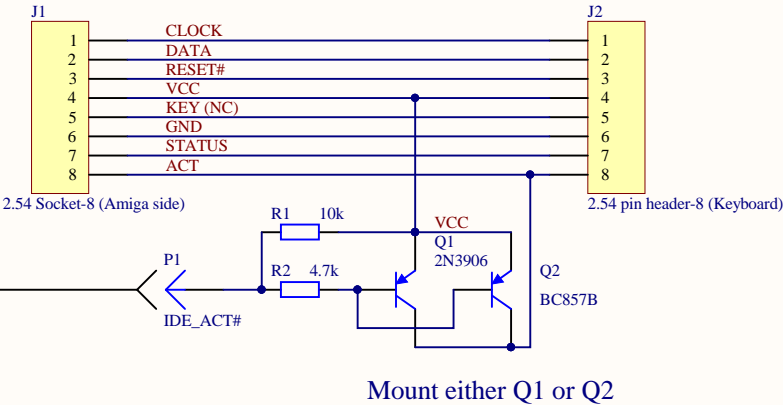 J1
J2
1 CLOCK 1
2 DATA 2
3 RESET# 3
4 VCC 4
5 KEY (NC) 5
6 GND 6
7 STATUS 7
8 ACT 8
2.54 Socket-8 (Amiga side)
2.54 pin header-8 (Keyboard)
R1 10k
VCC
Q1
2N3906
P1
R2 4.7k
Q2
BC857B
IDE_ACT#
Mount either Q1 or Q2